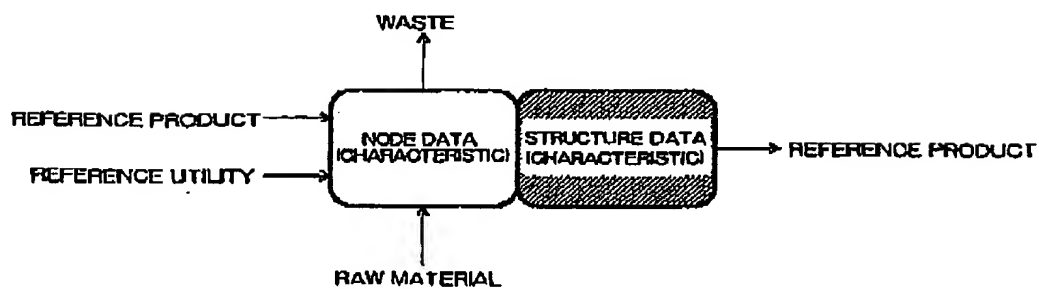 WASTE
REFERENCE PRODUCT
REFERENCE UTILITY
NODE DATA
(CHARACTERISTIC)
STRUCTURE DATA
(CHARACTERISTIC)
REFERENCE PRODUCT
RAW MATERIAL